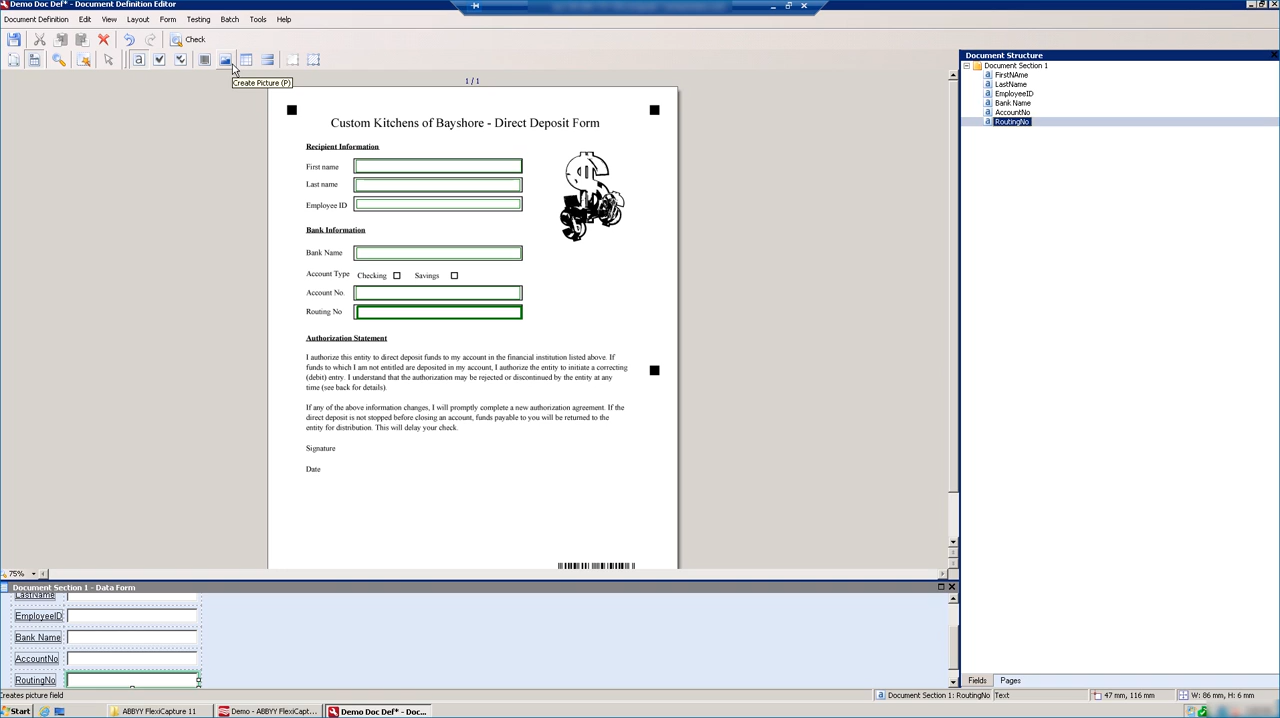 Demo Doc Def* - Document Definition Editor
Document Definition Edit View Layout Form Testing Batch Tools Help
Check
Create Picture (P)
1 / 1
Custom Kitchens of Bayshore - Direct Deposit Form
Recipient Information
First name
Last name
Employee ID
Bank Information
Bank Name
Account Type Checking Savings
Account No.
Routing No
Authorization Statement
I authorize this entity to direct deposit funds to my account in the financial institution listed above. If
funds to which I am not entitled are deposited in my account, I authorize the entity to initiate a correcting
(debit) entry. I understand that the authorization may be rejected or discontinued by the entity at any
time (see back for details).
If any of the above information changes, I will promptly complete a new authorization agreement. If the
direct deposit is not stopped before closing an account, funds payable to you will be returned to the
entity for distribution. This will delay your check.
Signature
Date
Document Structure
Document Section 1
FirstNAme
LastName
EmployeeID
Bank Name
AccountNo
RoutingNo
75%
Document Section 1 - Data Form
LastName
EmployeeID
Bank Name
AccountNo
RoutingNo
Fields Pages
Creates picture field
Document Section 1: RoutingNo Text 47 mm, 116 mm W: 86 mm, H: 6 mm
Start ABBYY FlexiCapture 11 Demo - ABBYY FlexiCapt... Demo Doc Def* - Doc...